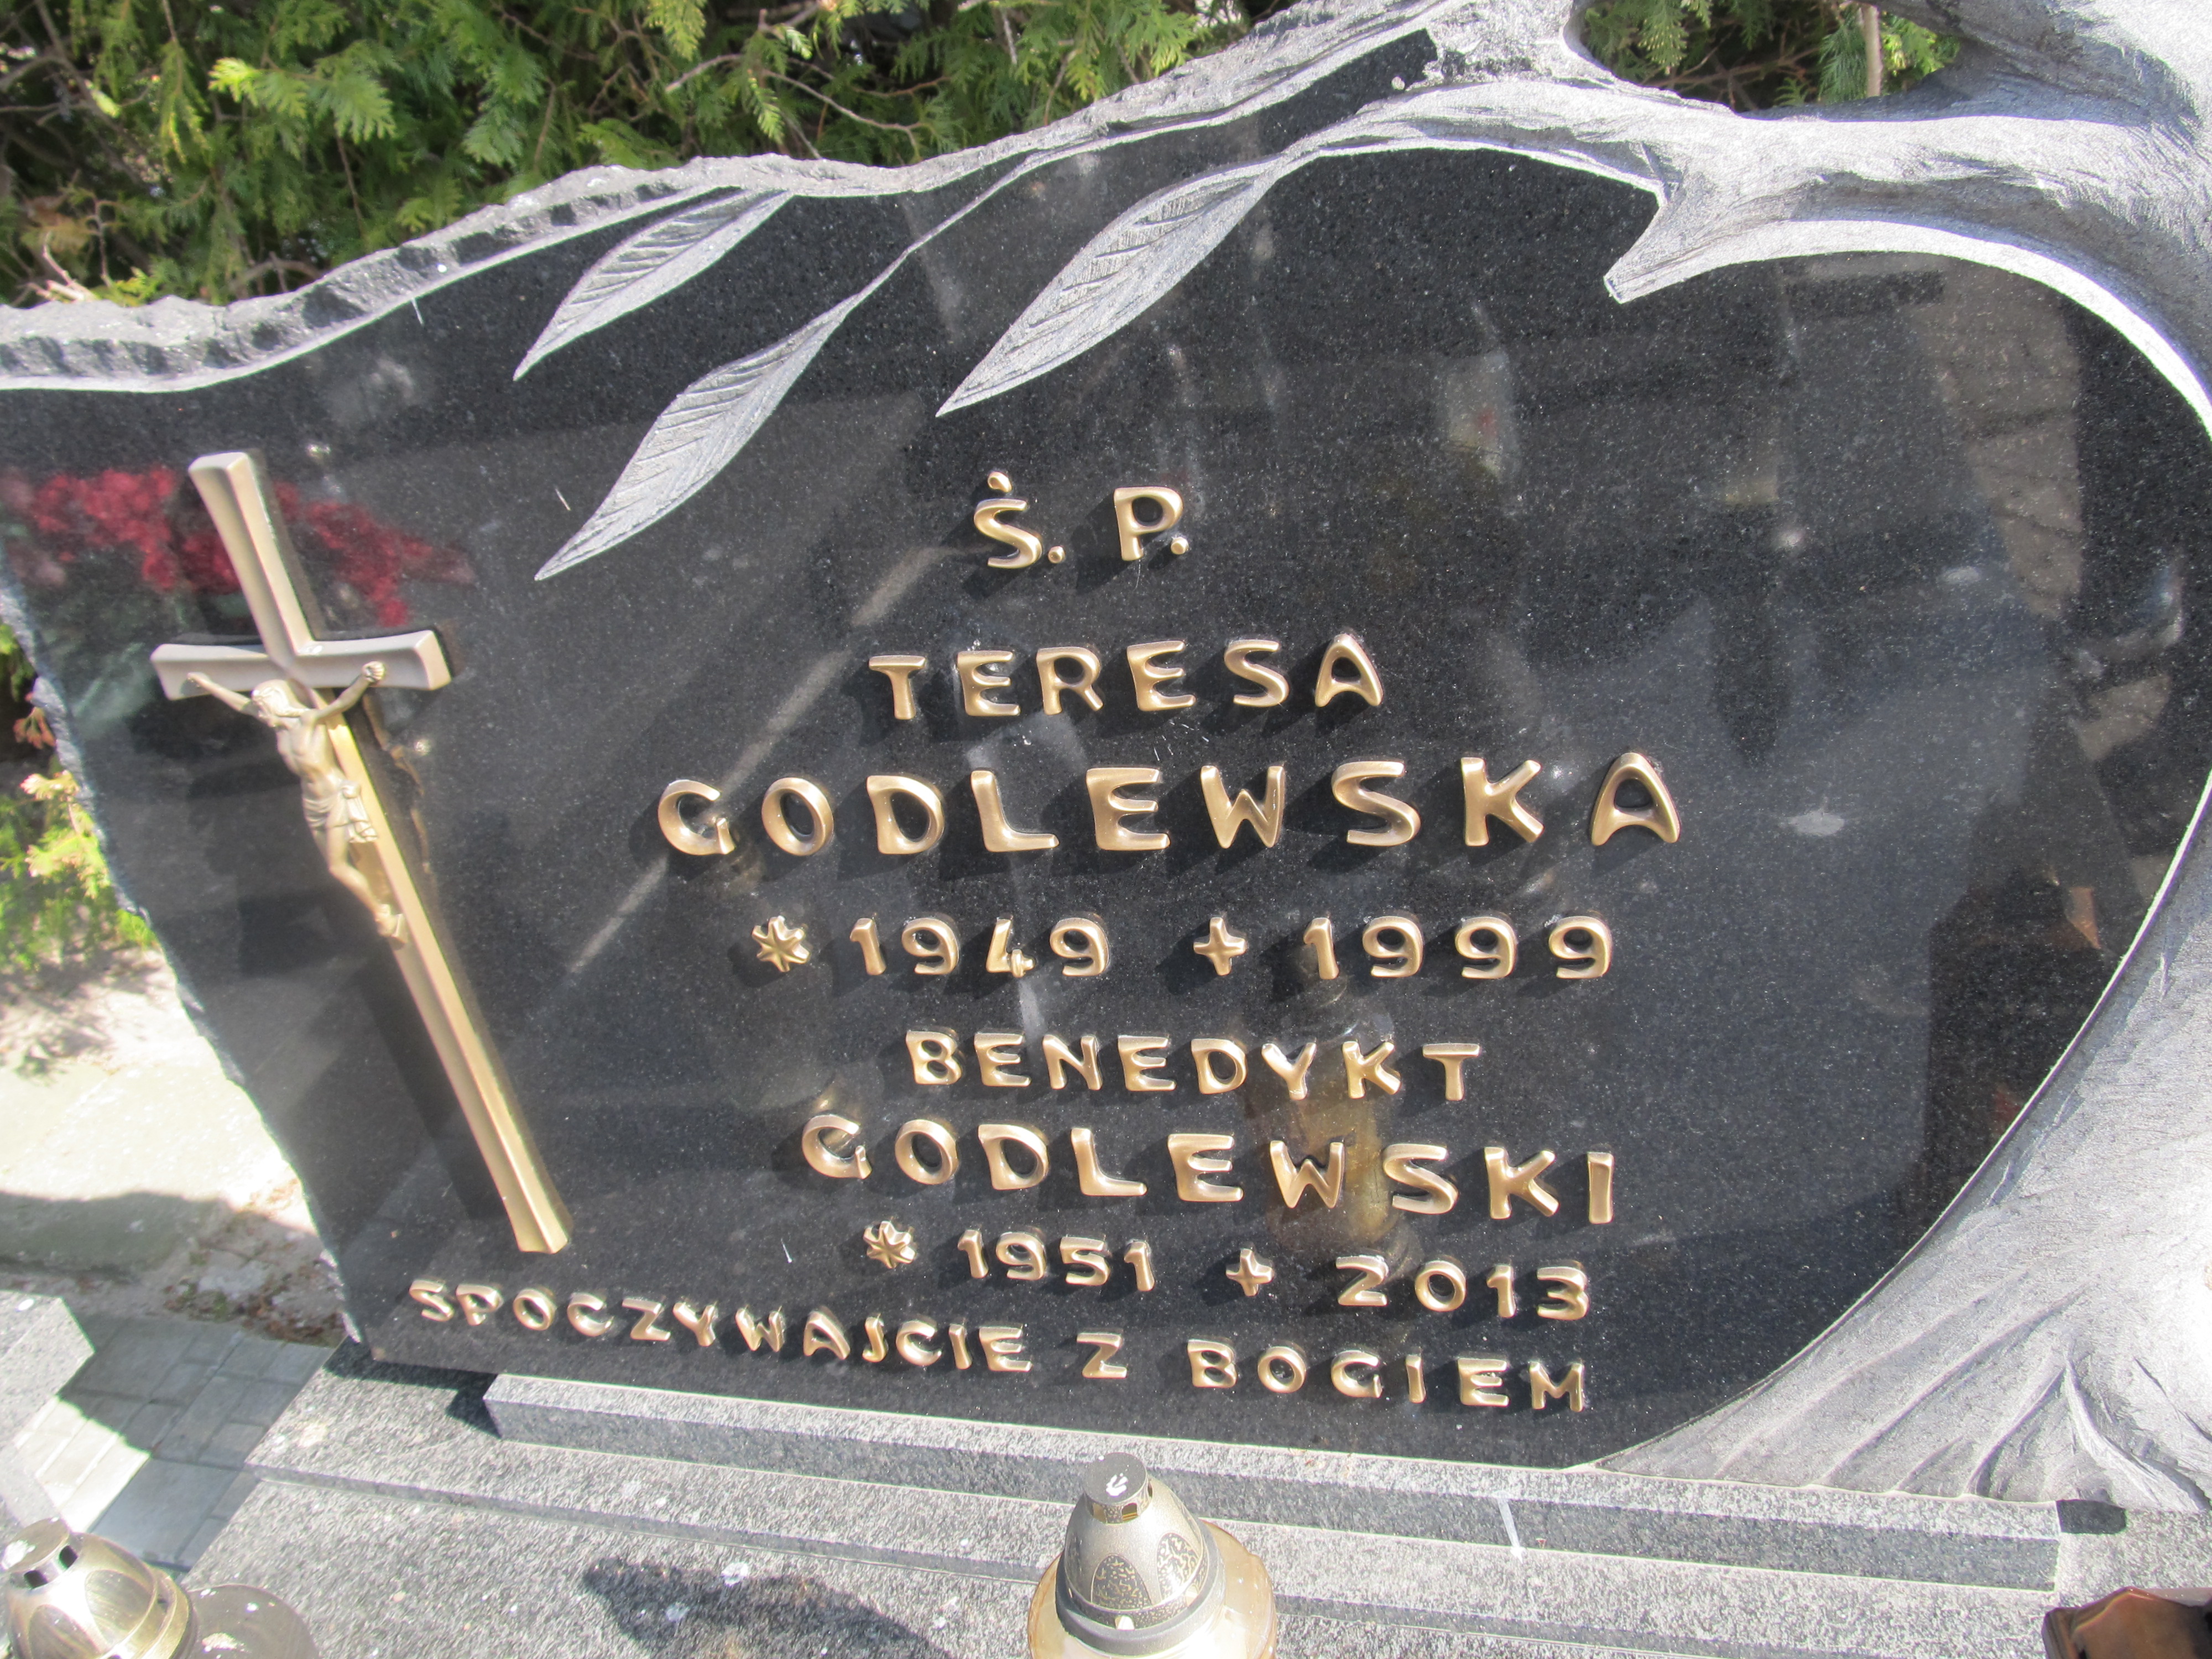 Ś. P.
TERESA
GODLEWSKA
* 1949 + 1999
BENEDYKT
GODLEWSKI
* 1951 + 2013
SPOCZYWAJCIE Z BOGIEM